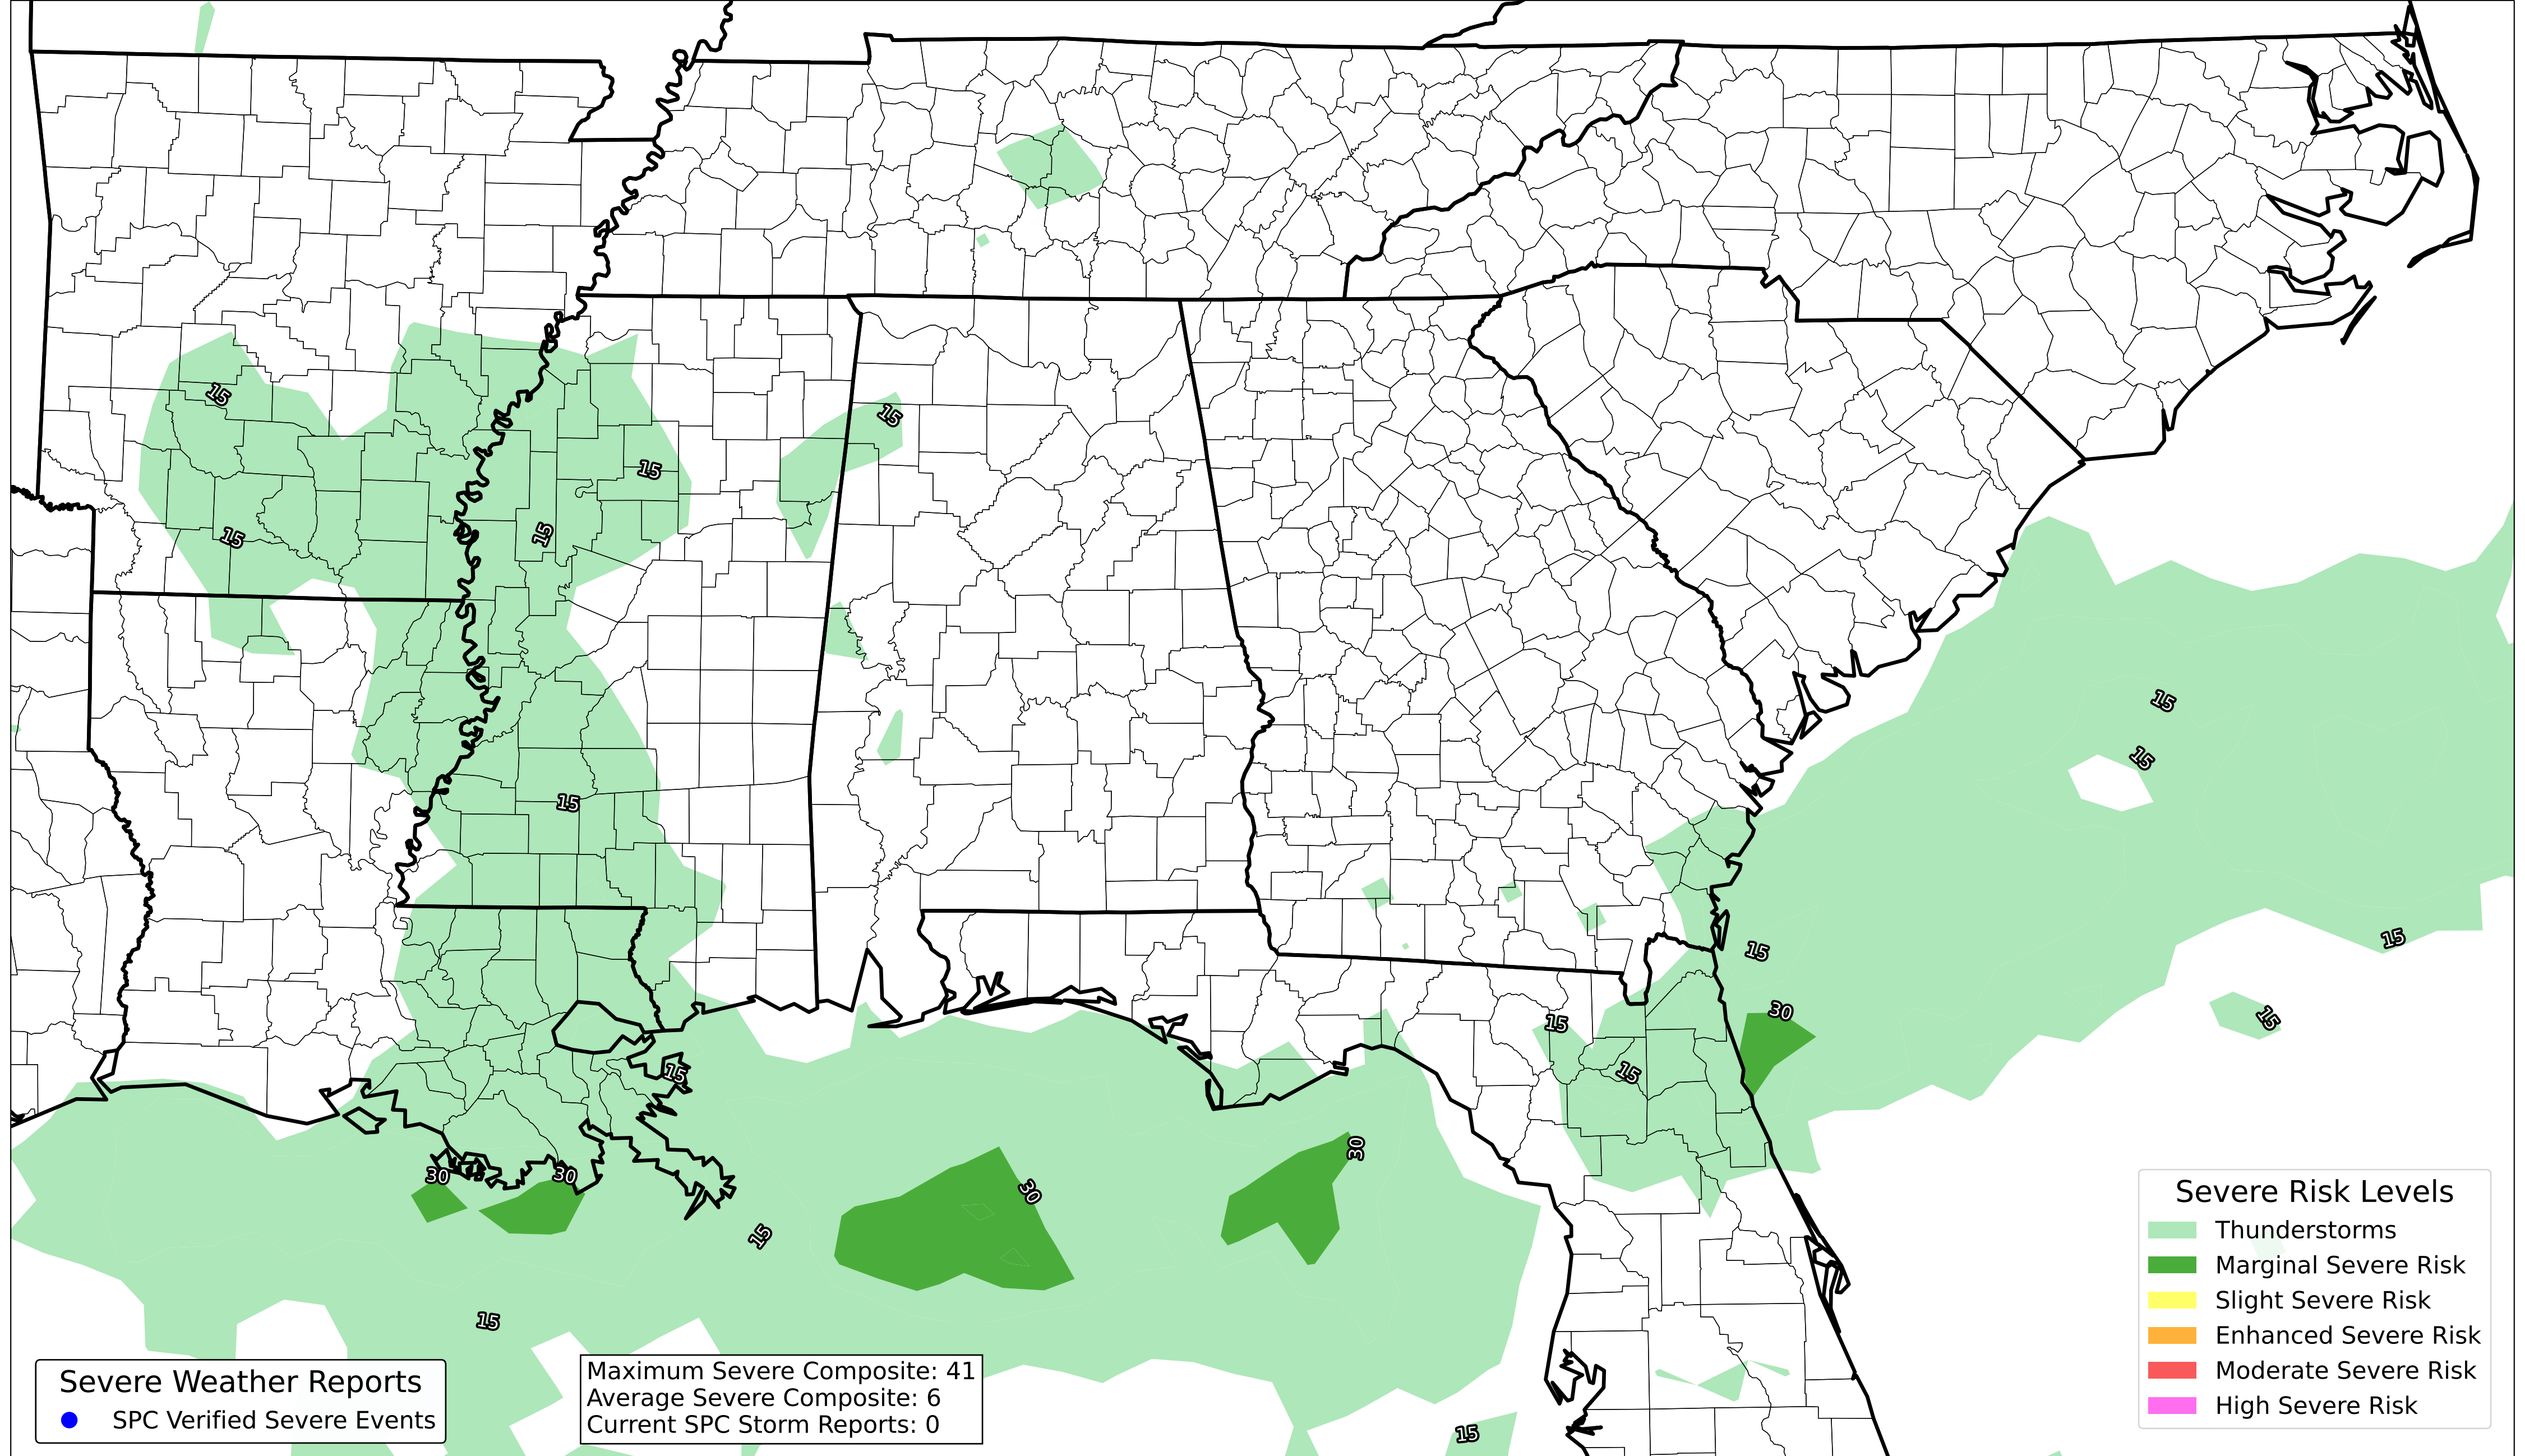 15
15
15
15
15
15
15
15
15
30
15
15
15
15
30
30
30
30
15
15
15
Severe Risk Levels
Thunderstorms
Marginal Severe Risk
Slight Severe Risk
Enhanced Severe Risk
Moderate Severe Risk
High Severe Risk
Severe Weather Reports
SPC Verified Severe Events
Maximum Severe Composite: 41
Average Severe Composite: 6
Current SPC Storm Reports: 0